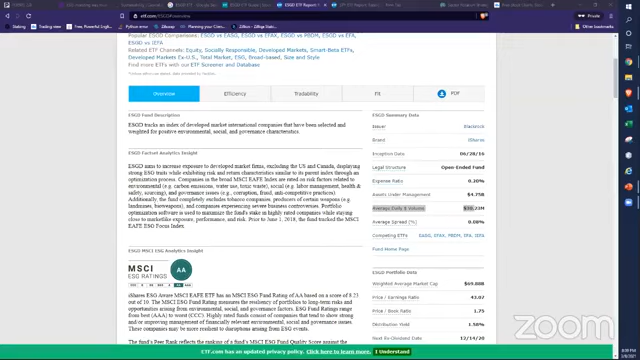 etf.com/ESGD#overview
Popular ESGD Comparisons: ESGD vs EASG, ESGD vs EFAX, ESGD vs PBDM, ESGD vs EFA,
ESGD vs IEFA
Related ETF Channels: Equity, Socially Responsible, Developed Markets, Smart-Beta ETFs,
Developed Markets Ex-U.S., Total Market, ESG, Broad-based, Size and Style
Find more ETFs with our ETF Screener and Database
Overview
Efficiency
Tradability
Fit
PDF
ESGD Fund Description
ESGD tracks an index of developed market international companies that have been selected and
weighted for positive environmental, social, and governance characteristics.
ESGD Factset Analytics Insight
ESGD aims to increase exposure to developed market firms, excluding the US and Canada, displaying
strong ESG traits while exhibiting risk and return characteristics similar to its parent index through an
optimization process. Companies in the broad MSCI EAFE Index are rated on risk factors related to
environmental (e.g. carbon emissions, water use, toxic waste), social (e.g. labor management, health &
safety, sourcing), and governance issues (e.g. corruption, fraud, anti-competitive practices).
Additionally, the fund completely excludes tobacco companies, producers of certain weapons (e.g.
landmines, bioweapons), and companies experiencing severe business controversies. Portfolio
optimization software is used to maximize the fund's stake in highly rated companies while staying
close to marketlike exposure, performance, and risk. Prior to June 1, 2018, the fund tracked the MSCI
EAFE ESG Focus Index.
ESGD MSCI ESG Analytics Insight
MSCI
ESG RATINGS
AA
iShares ESG Aware MSCI EAFE ETF has an MSCI ESG Fund Rating of AA based on a score of 8.23
out of 10. The MSCI ESG Fund Rating measures the resiliency of portfolios to long-term risks and
opportunities arising from environmental, social, and governance factors. ESG Fund Ratings range
from best (AAA) to worst (CCC). Highly rated funds consist of companies that tend to show strong
and/or improving management of financially relevant environmental, social and governance issues.
These companies may be more resilient to disruptions arising from ESG events.
The fund's Peer Rank reflects the ranking of a fund's MSCI ESG Fund Quality Score against the
ESGD Summary Data
Issuer Blackrock
Brand iShares
Inception Date 06/28/16
Legal Structure Open-Ended Fund
Expense Ratio 0.20%
Assets Under Management $4.75B
Average Daily $ Volume
Average Spread (%) 0.08%
Competing ETFs EASG, EFAX, PBDM, EFA, IEFA
Fund Home Page
ESGD Portfolio Data
Weighted Average Market Cap $69.88B
Price / Earnings Ratio 43.07
Price / Book Ratio 1.75
Distribution Yield 1.58%
Next Ex-Dividend Date 12/14/20
ETF.com has an updated privacy policy. Click here to learn more. I Understand
zoom